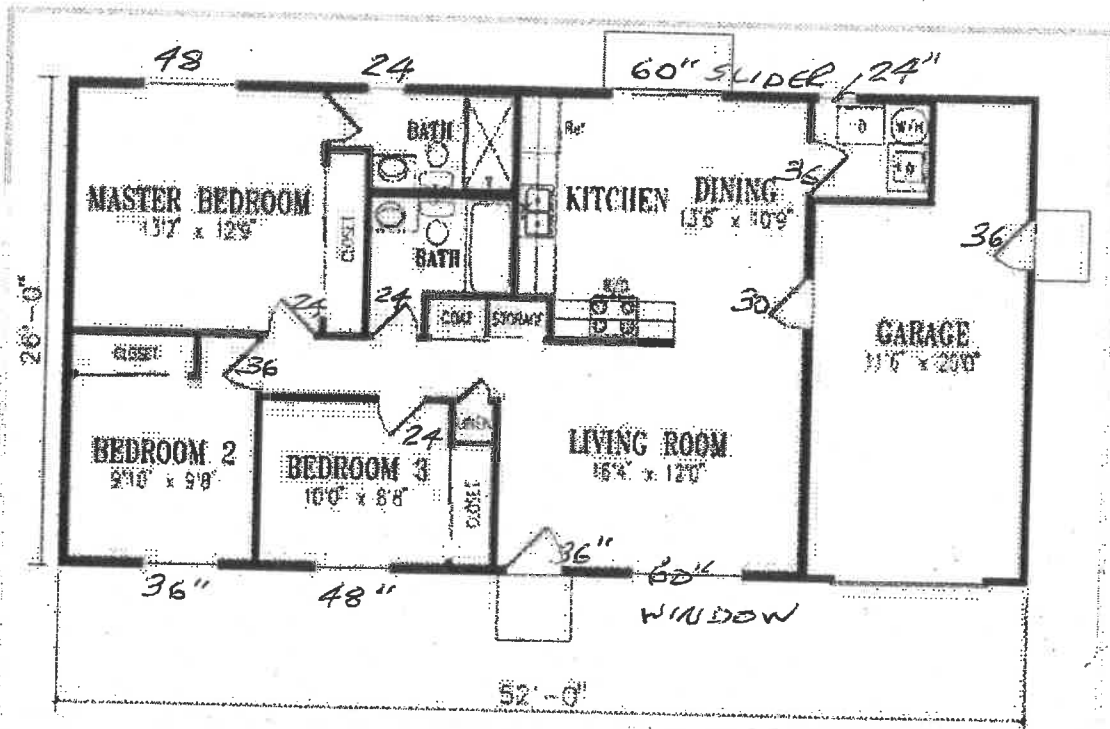 48
24
60" SLIDER
24"
BATH
Ref
D
W/H
MASTER BEDROOM
13'7" x 12'9"
KITCHEN
DINING
13'6" x 10'9"
36
CLOSET
BATH
36
26'-0"
24
24
COAT
STORAGE
30
GARAGE
11'6" x 20'0"
CLOSET
36
LINEN
24
BEDROOM 2
9'10" x 9'8"
BEDROOM 3
10'0" x 8'8"
LIVING ROOM
16'4" x 12'0"
CLOSET
36"
48"
36"
60"
WINDOW
52'-0"